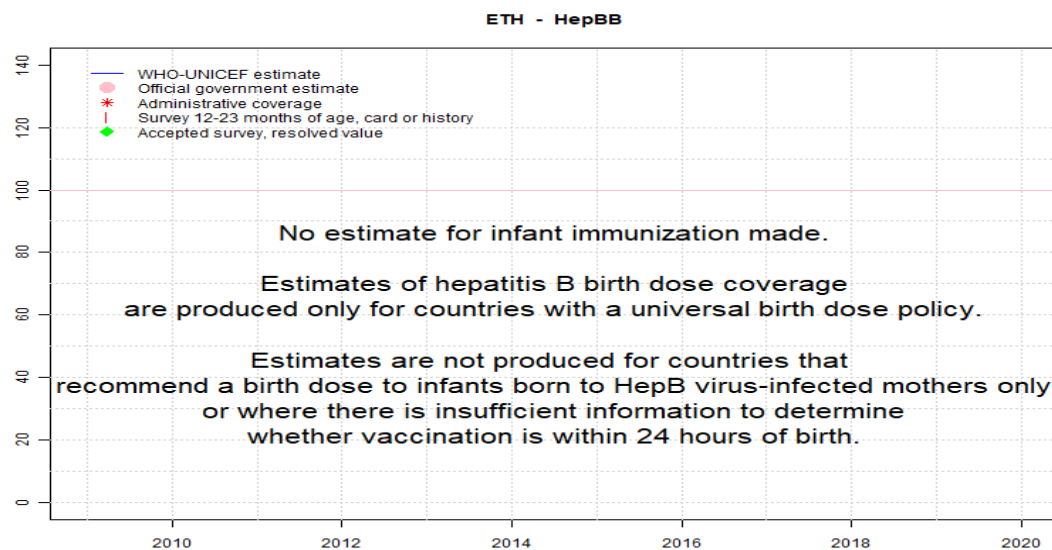 ETH - HepBB
WHO-UNICEF estimate
Official government estimate
Administrative coverage
Survey 12-23 months of age, card or history
Accepted survey, resolved value
140
120
100
80
60
40
20
0
No estimate for infant immunization made.
Estimates of hepatitis B birth dose coverage
are produced only for countries with a universal birth dose policy.
Estimates are not produced for countries that
recommend a birth dose to infants born to HepB virus-infected mothers only
or where there is insufficient information to determine
whether vaccination is within 24 hours of birth.
2010 2012 2014 2016 2018 2020